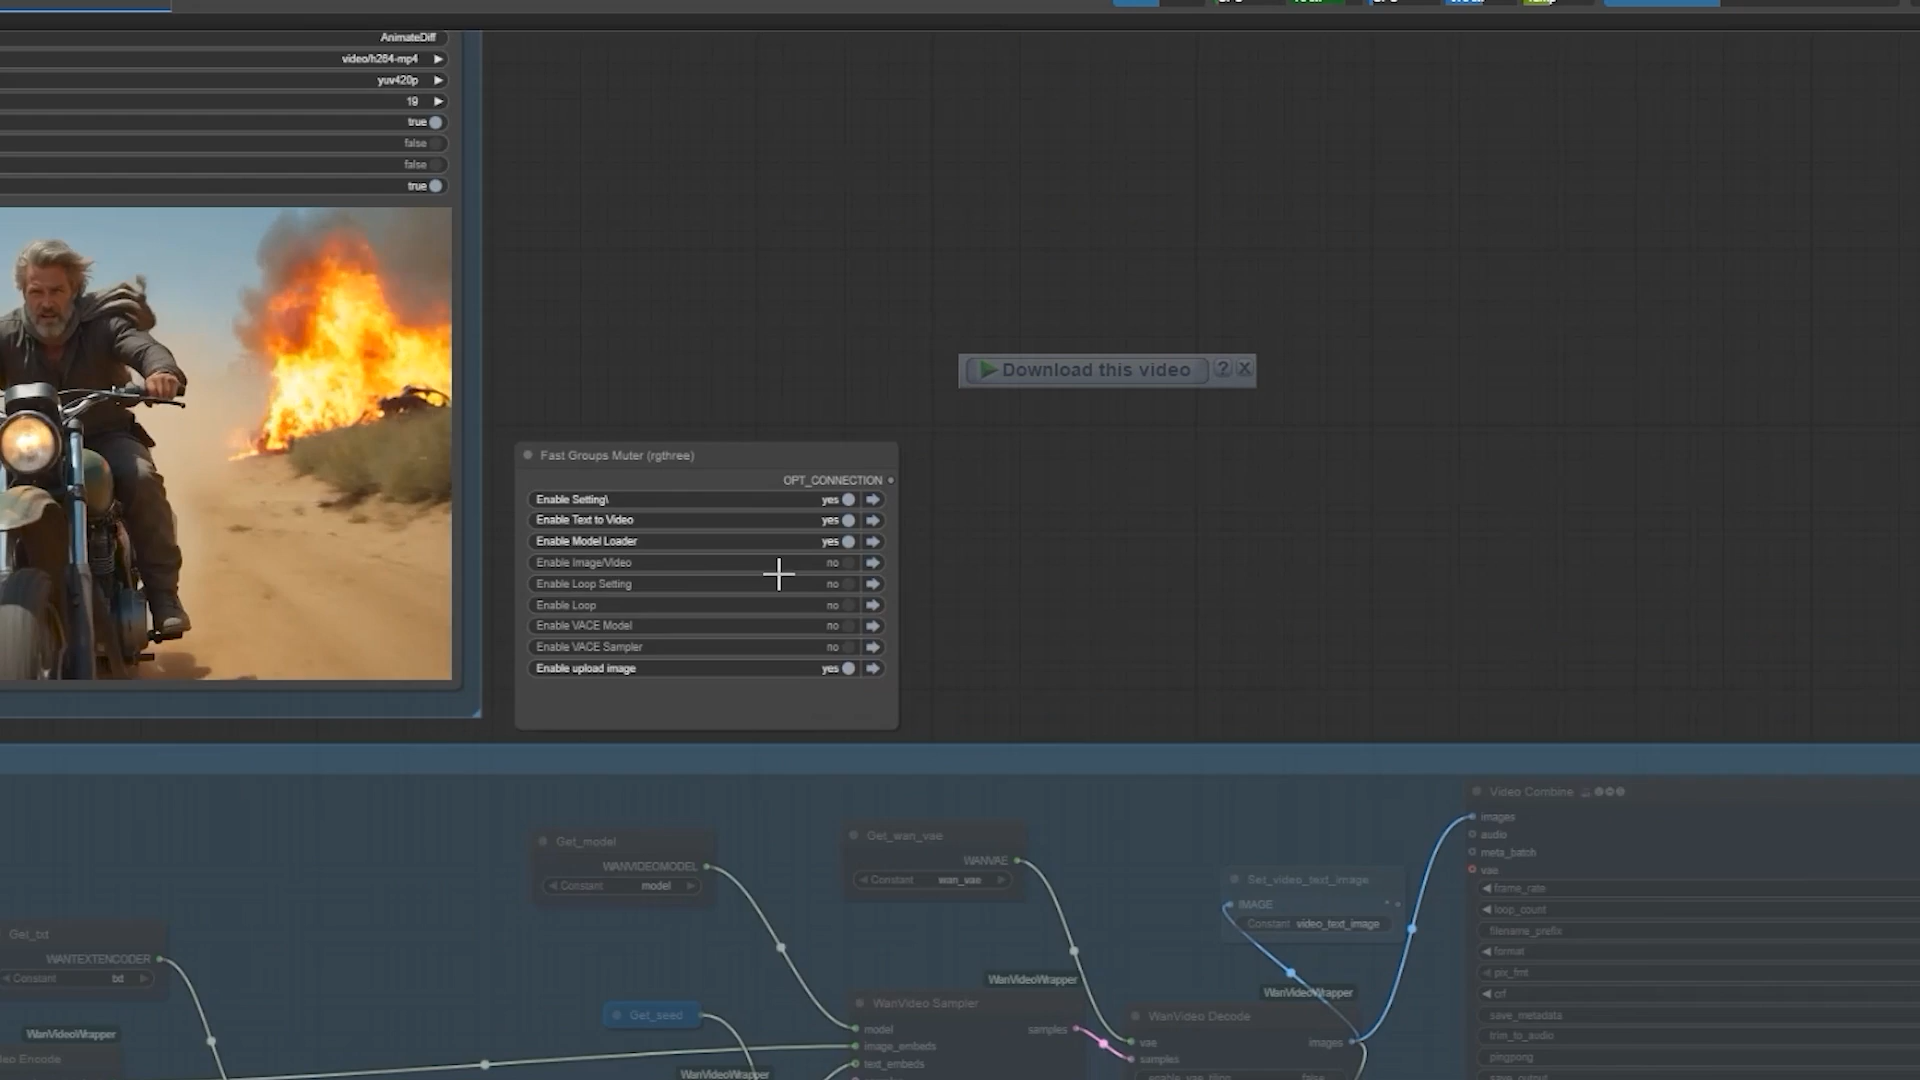 AnimateDiff
video/h264-mp4
yuv420p
19
true
false
false
true
Download this video ? X
Fast Groups Muter (rgthree)
OPT_CONNECTION
Enable Setting\ yes
Enable Text to Video yes
Enable Model Loader yes
Enable Image/Video no
Enable Loop Setting no
Enable Loop no
Enable VACE Model no
Enable VACE Sampler no
Enable upload image yes
Get_model
WANVIDEOMODEL
Constant model
Get_wan_vae
WANVAE
Constant wan_vae
Set_video_text_image
IMAGE
Constant video_text_image
Video Combine
images
audio
meta_batch
vae
frame_rate
loop_count
filename_prefix
format
pix_fmt
crf
save_metadata
trim_to_audio
pingpong
save_output
Get_txt
WANTEXTENCODER
Constant txt
WanVideoWrapper
eo Encode
Get_seed
WanVideoWrapper
WanVideoWrapper
WanVideo Sampler
model samples
image_embeds
text_embeds
WanVideoWrapper
WanVideo Decode
vae images
samples
enable_vae_tiling false